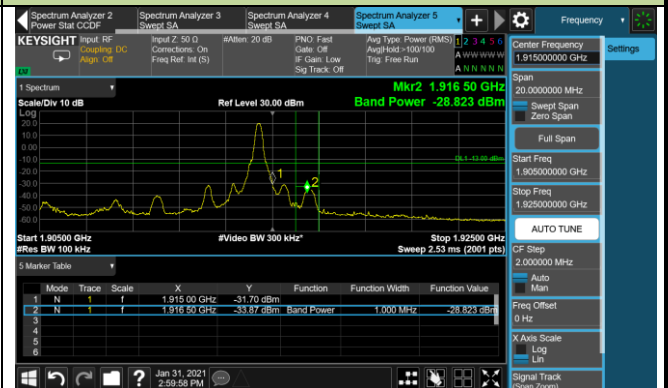 Spectrum Analyzer 2
Power Stat CCDF
Spectrum Analyzer 3
Swept SA
Spectrum Analyzer 4
Swept SA
Spectrum Analyzer 5
Swept SA
+
Frequency
KEYSIGHT
Input: RF
Coupling: DC
Align: Off
Input Z: 50 Ω
Corrections: On
Freq Ref: Int (S)
#Atten: 20 dB
PNO: Fast
Gate: Off
IF Gain: Low
Sig Track: Off
Avg Type: Power (RMS)
Avg|Hold:>100/100
Trig: Free Run
1 2 3 4 5 6
A W W W W W
A N N N N N
LXI
1 Spectrum
Scale/Div 10 dB
Ref Level 30.00 dBm
Mkr2 1.916 50 GHz
Band Power -28.823 dBm
Log
20.0
10.0
0.00
-10.0
-20.0
-30.0
-40.0
-50.0
-60.0
DL1 -13.00 dBm
1
2
Start 1.90500 GHz
#Res BW 100 kHz
#Video BW 300 kHz*
Stop 1.92500 GHz
Sweep 2.53 ms (2001 pts)
5 Marker Table
Mode Trace Scale X Y Function Function Width Function Value
1 N 1 f 1.915 00 GHz -31.70 dBm
2 N 1 f 1.916 50 GHz -33.87 dBm Band Power 1.000 MHz -28.823 dBm
3
4
5
6
Jan 31, 2021
2:59:58 PM
?
Settings
Center Frequency
1.915000000 GHz
Span
20.0000000 MHz
Swept Span
Zero Span
Full Span
Start Freq
1.905000000 GHz
Stop Freq
1.925000000 GHz
AUTO TUNE
CF Step
2.000000 MHz
Auto
Man
Freq Offset
0 Hz
X Axis Scale
Log
Lin
Signal Track
(Span Zoom)